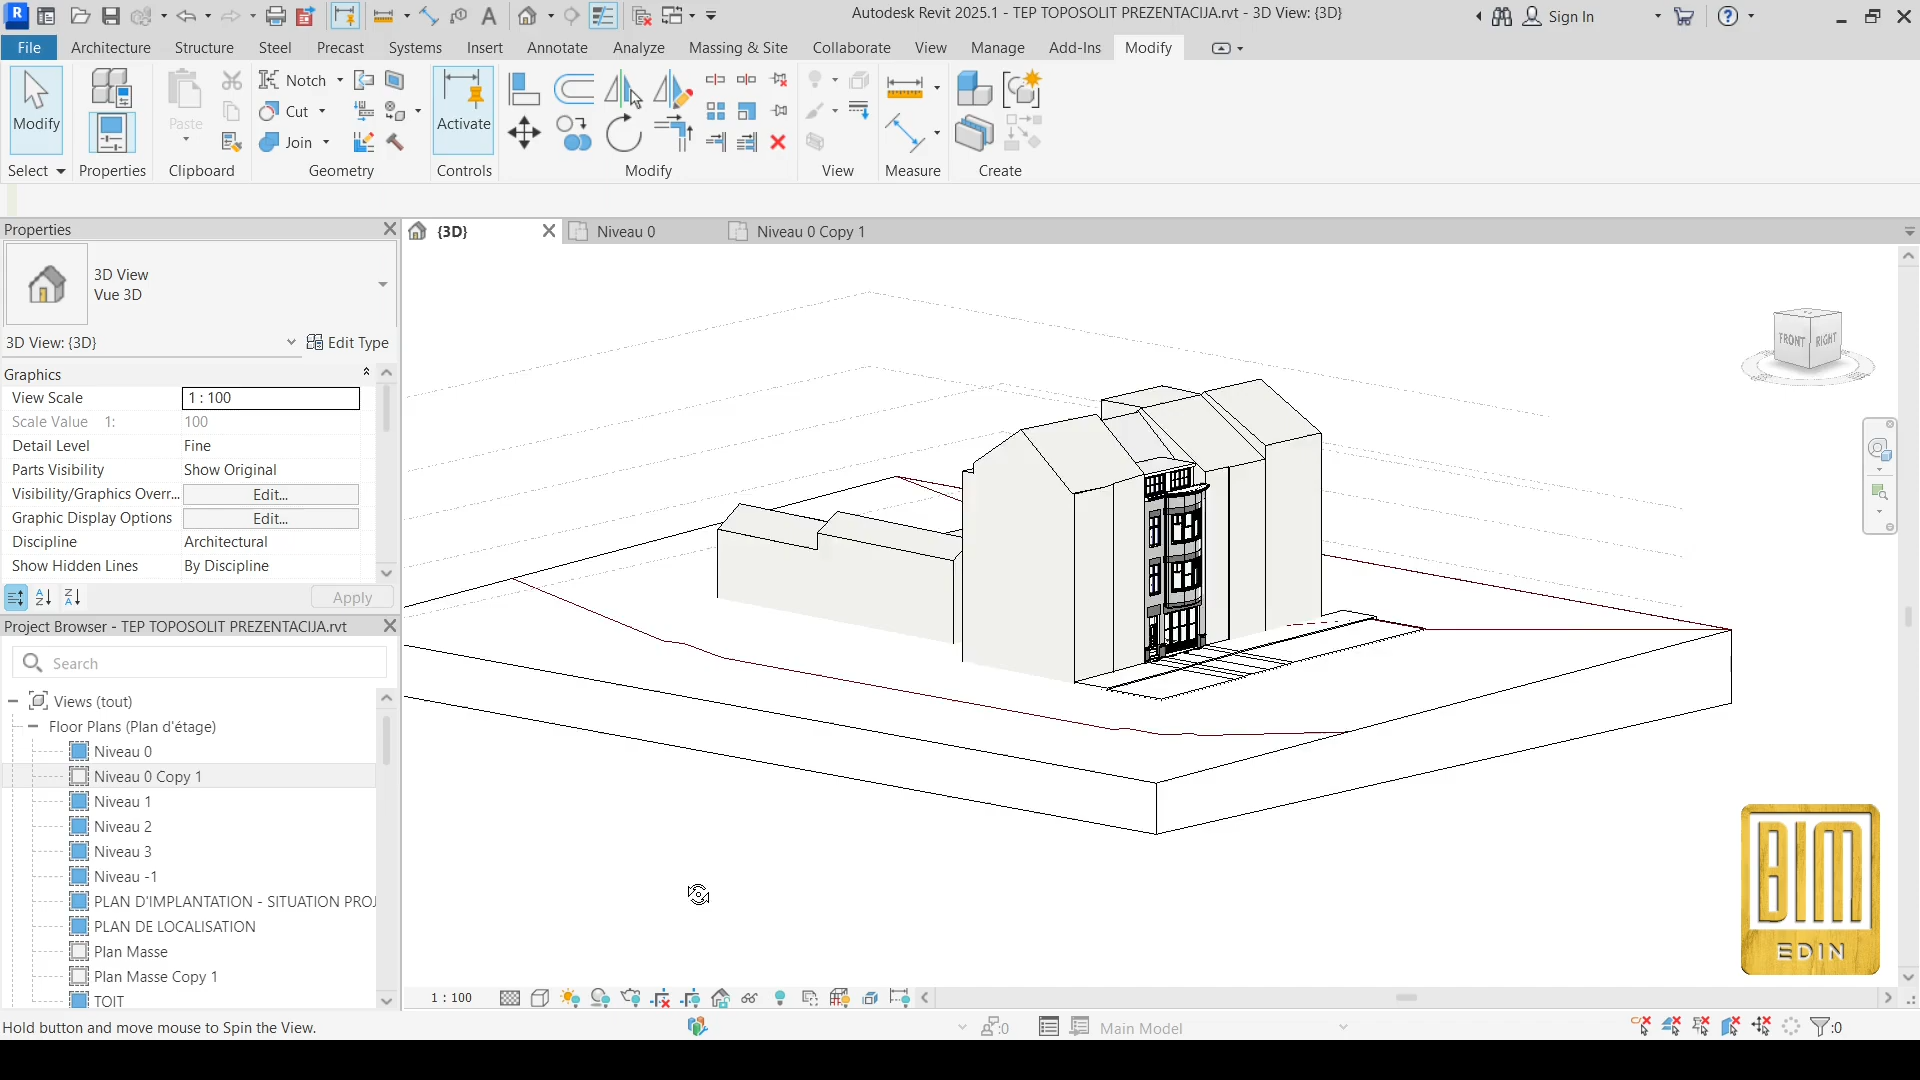 Autodesk Revit 2025.1 - TEP TOPOSOLIT PREZENTACIJA.rvt - 3D View: {3D}
Sign In
File Architecture Structure Steel Precast Systems Insert Annotate Analyze Massing & Site Collaborate View Manage Add-Ins Modify
Modify
Paste
Notch
Cut
Join
Activate
Select Properties Clipboard Geometry Controls Modify View Measure Create
Properties
{3D}
Niveau 0
Niveau 0 Copy 1
3D View
Vue 3D
3D View: {3D}
Edit Type
Graphics
View Scale 1 : 100
Scale Value 1: 100
Detail Level Fine
Parts Visibility Show Original
Visibility/Graphics Overr... Edit...
Graphic Display Options Edit...
Discipline Architectural
Show Hidden Lines By Discipline
Apply
Project Browser - TEP TOPOSOLIT PREZENTACIJA.rvt
Search
Views (tout)
Floor Plans (Plan d'étage)
Niveau 0
Niveau 0 Copy 1
Niveau 1
Niveau 2
Niveau 3
Niveau -1
PLAN D'IMPLANTATION - SITUATION PROJ
PLAN DE LOCALISATION
Plan Masse
Plan Masse Copy 1
TOIT
FRONT
RIGHT
BIM
EDIN
1 : 100
Hold button and move mouse to Spin the View.
:0
Main Model
:0